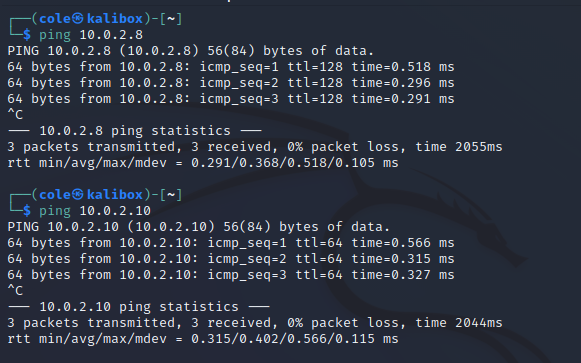 ┌──(cole㉿kalibox)-[~]
└─$ ping 10.0.2.8
PING 10.0.2.8 (10.0.2.8) 56(84) bytes of data.
64 bytes from 10.0.2.8: icmp_seq=1 ttl=128 time=0.518 ms
64 bytes from 10.0.2.8: icmp_seq=2 ttl=128 time=0.296 ms
64 bytes from 10.0.2.8: icmp_seq=3 ttl=128 time=0.291 ms
^C
--- 10.0.2.8 ping statistics ---
3 packets transmitted, 3 received, 0% packet loss, time 2055ms
rtt min/avg/max/mdev = 0.291/0.368/0.518/0.105 ms
┌──(cole㉿kalibox)-[~]
└─$ ping 10.0.2.10
PING 10.0.2.10 (10.0.2.10) 56(84) bytes of data.
64 bytes from 10.0.2.10: icmp_seq=1 ttl=64 time=0.566 ms
64 bytes from 10.0.2.10: icmp_seq=2 ttl=64 time=0.315 ms
64 bytes from 10.0.2.10: icmp_seq=3 ttl=64 time=0.327 ms
^C
--- 10.0.2.10 ping statistics ---
3 packets transmitted, 3 received, 0% packet loss, time 2044ms
rtt min/avg/max/mdev = 0.315/0.402/0.566/0.115 ms